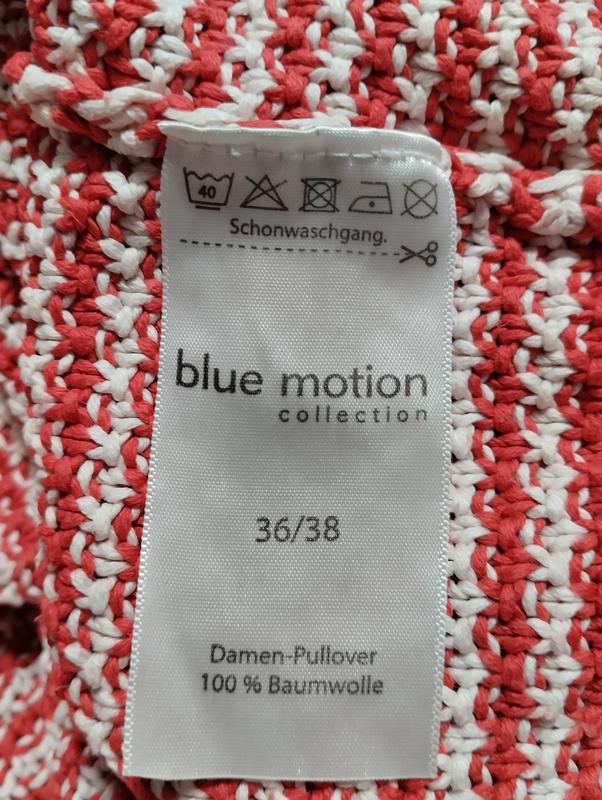 40
Schonwaschgang.
blue motion
collection
36/38
Damen-Pullover
100 % Baumwolle